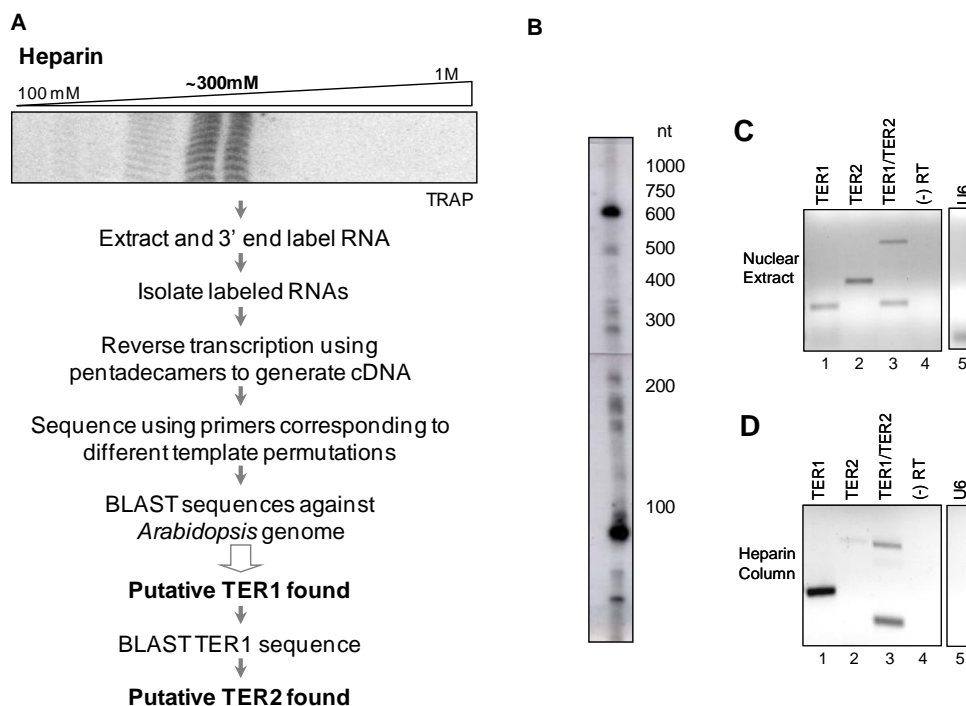 A
Heparin
100 mM
~300mM
1M
TRAP
Extract and 3' end label RNA
Isolate labeled RNAs
Reverse transcription using
pentadecamers to generate cDNA
Sequence using primers corresponding to
different template permutations
BLAST sequences against
Arabidopsis genome
Putative TER1 found
BLAST TER1 sequence
Putative TER2 found
B
nt
1000
750
600
500
400
300
200
100
C
TER1
TER2
TER1/TER2
(-) RT
U6
Nuclear
Extract
1 2 3 4 5
D
TER1
TER2
TER1/TER2
(-) RT
U6
Heparin
Column
1 2 3 4 5